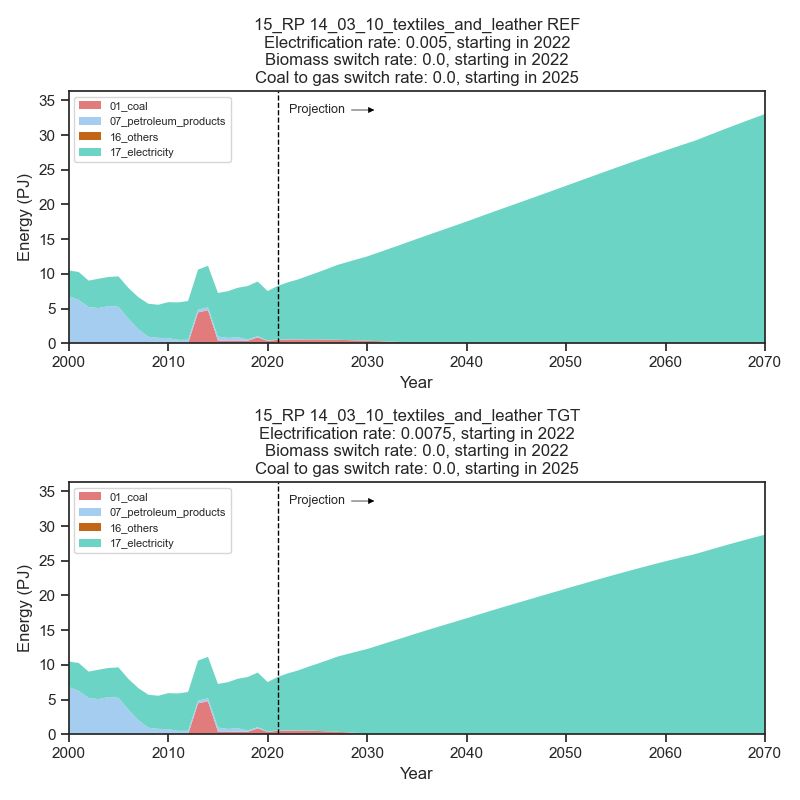 15_RP 14_03_10_textiles_and_leather REF
Electrification rate: 0.005, starting in 2022
Biomass switch rate: 0.0, starting in 2022
Coal to gas switch rate: 0.0, starting in 2025
35
30
25
20
15
10
5
0
Energy (PJ)
01_coal
07_petroleum_products
16_others
17_electricity
Projection
2000 2010 2020 2030 2040 2050 2060 2070
Year
15_RP 14_03_10_textiles_and_leather TGT
Electrification rate: 0.0075, starting in 2022
Biomass switch rate: 0.0, starting in 2022
Coal to gas switch rate: 0.0, starting in 2025
35
30
25
20
15
10
5
0
Energy (PJ)
01_coal
07_petroleum_products
16_others
17_electricity
Projection
2000 2010 2020 2030 2040 2050 2060 2070
Year